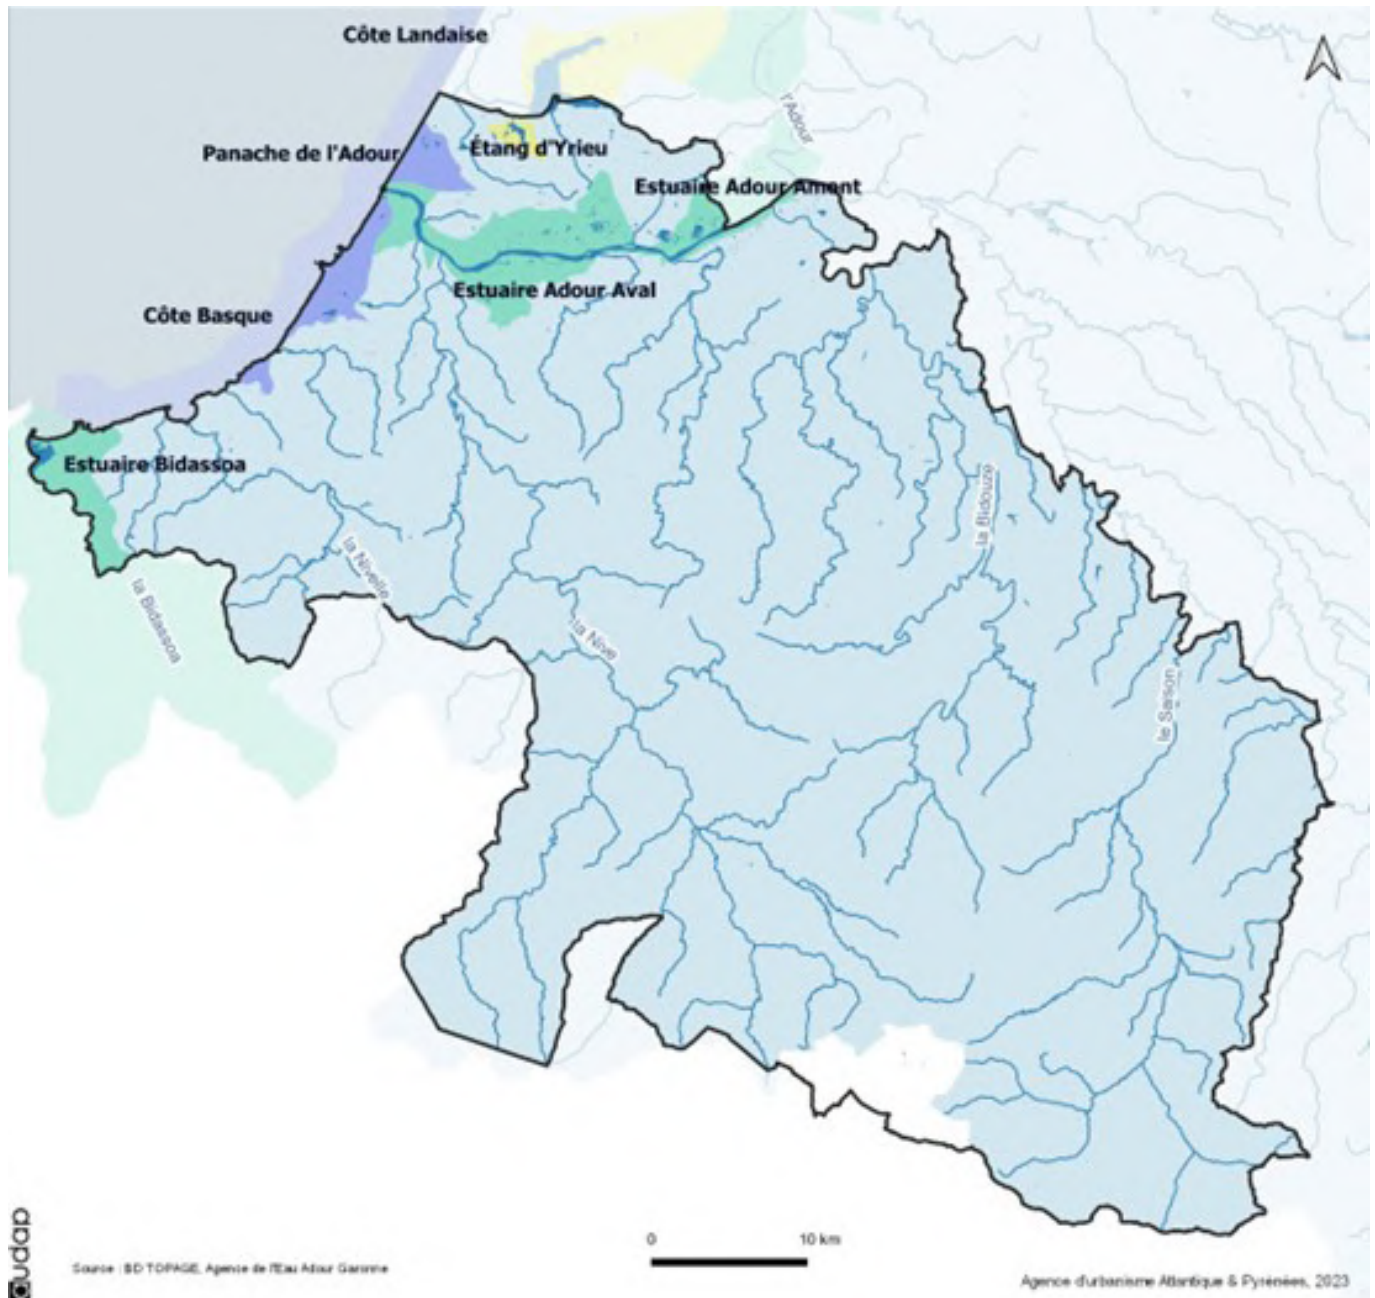 Côte Landaise
l'Adour
Panache de l'Adour
Étang d'Yrieu
Estuaire Adour Amont
Estuaire Adour Aval
Côte Basque
Estuaire Bidassoa
la Bidouze
la Nivelle
la Bidassoa
la Nive
le Saison
0 10 km
audap
Source : BD TOPAGE, Agence de l'Eau Adour Garonne
Agence d'urbanisme Atlantique & Pyrénées, 2023